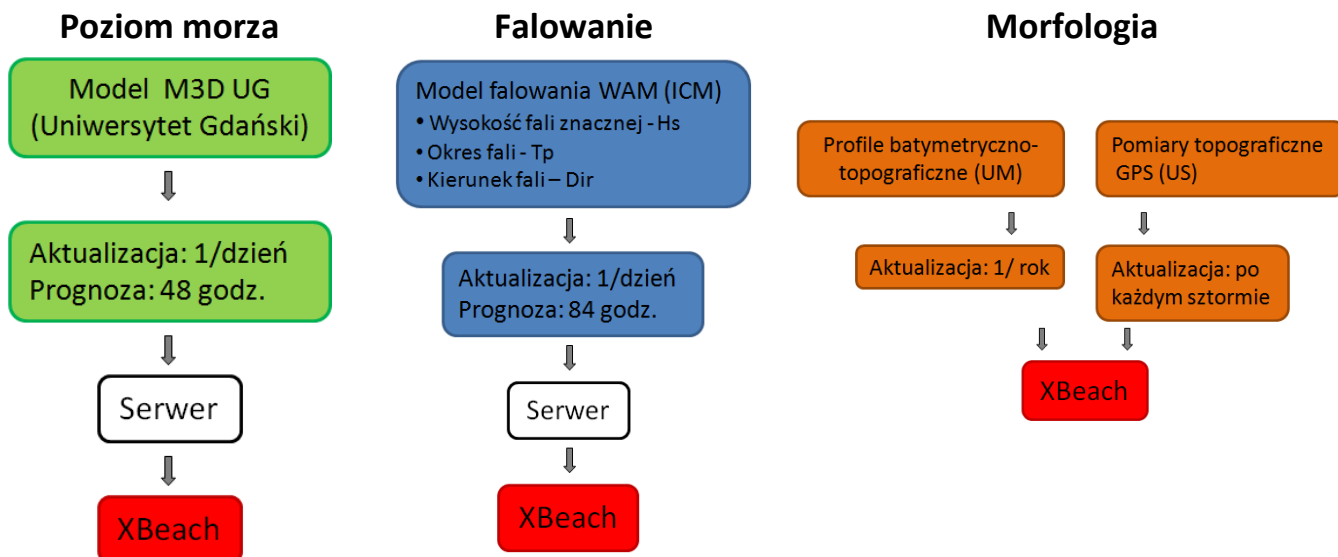 Poziom morza
Model M3D UG
(Uniwersytet Gdański)
Aktualizacja: 1/dzień
Prognoza: 48 godz.
Serwer
XBeach
Falowanie
Model falowania WAM (ICM)
• Wysokość fali znacznej - Hs
• Okres fali - Tp
• Kierunek fali – Dir
Aktualizacja: 1/dzień
Prognoza: 84 godz.
Serwer
XBeach
Morfologia
Profile batymetryczno-
topograficzne (UM)
Aktualizacja: 1/ rok
Pomiary topograficzne
GPS (US)
Aktualizacja: po
każdym sztormie
XBeach